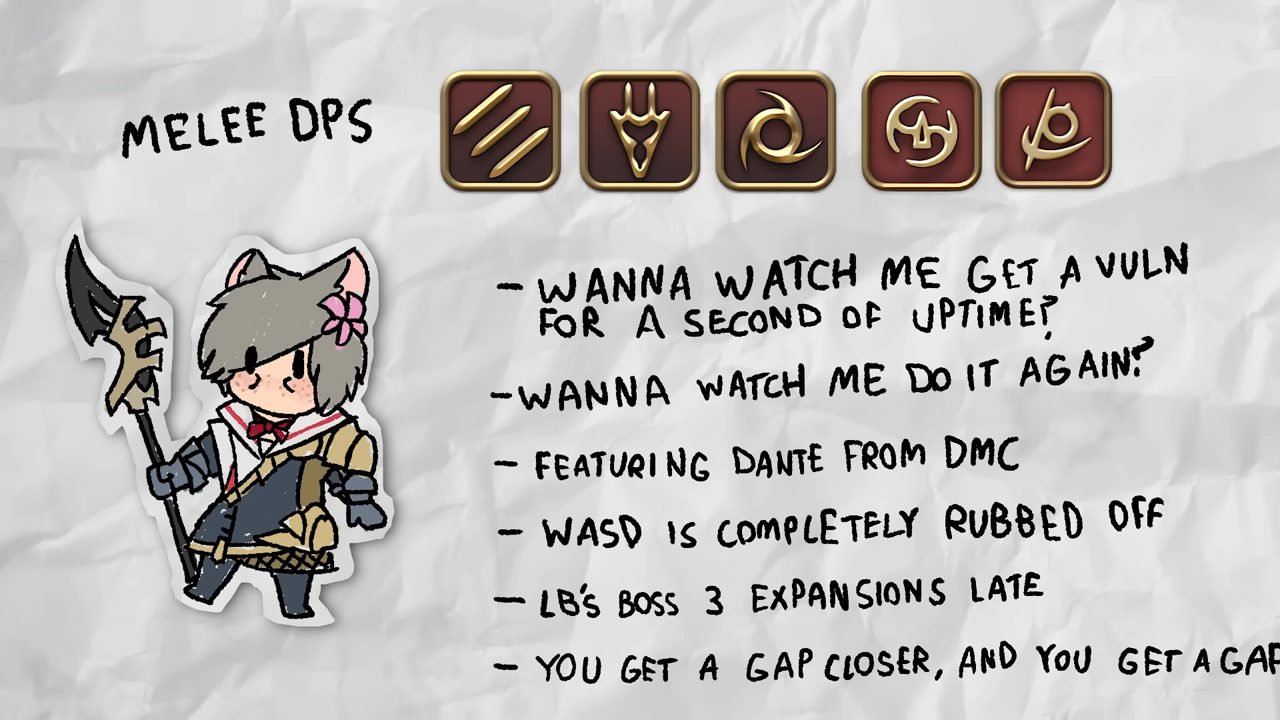 MELEE DPS
- WANNA WATCH ME GET A VULN
FOR A SECOND OF UPTIME?
- WANNA WATCH ME DO IT AGAIN?
- FEATURING DANTE FROM DMC
- WASD IS COMPLETELY RUBBED OFF
- LB'S BOSS 3 EXPANSIONS LATE
- YOU GET A GAP CLOSER, AND YOU GET A GAP